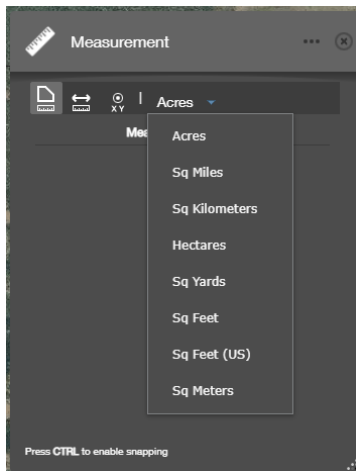 Measurement
X Y
Acres
Mea
Acres
Sq Miles
Sq Kilometers
Hectares
Sq Yards
Sq Feet
Sq Feet (US)
Sq Meters
Press CTRL to enable snapping